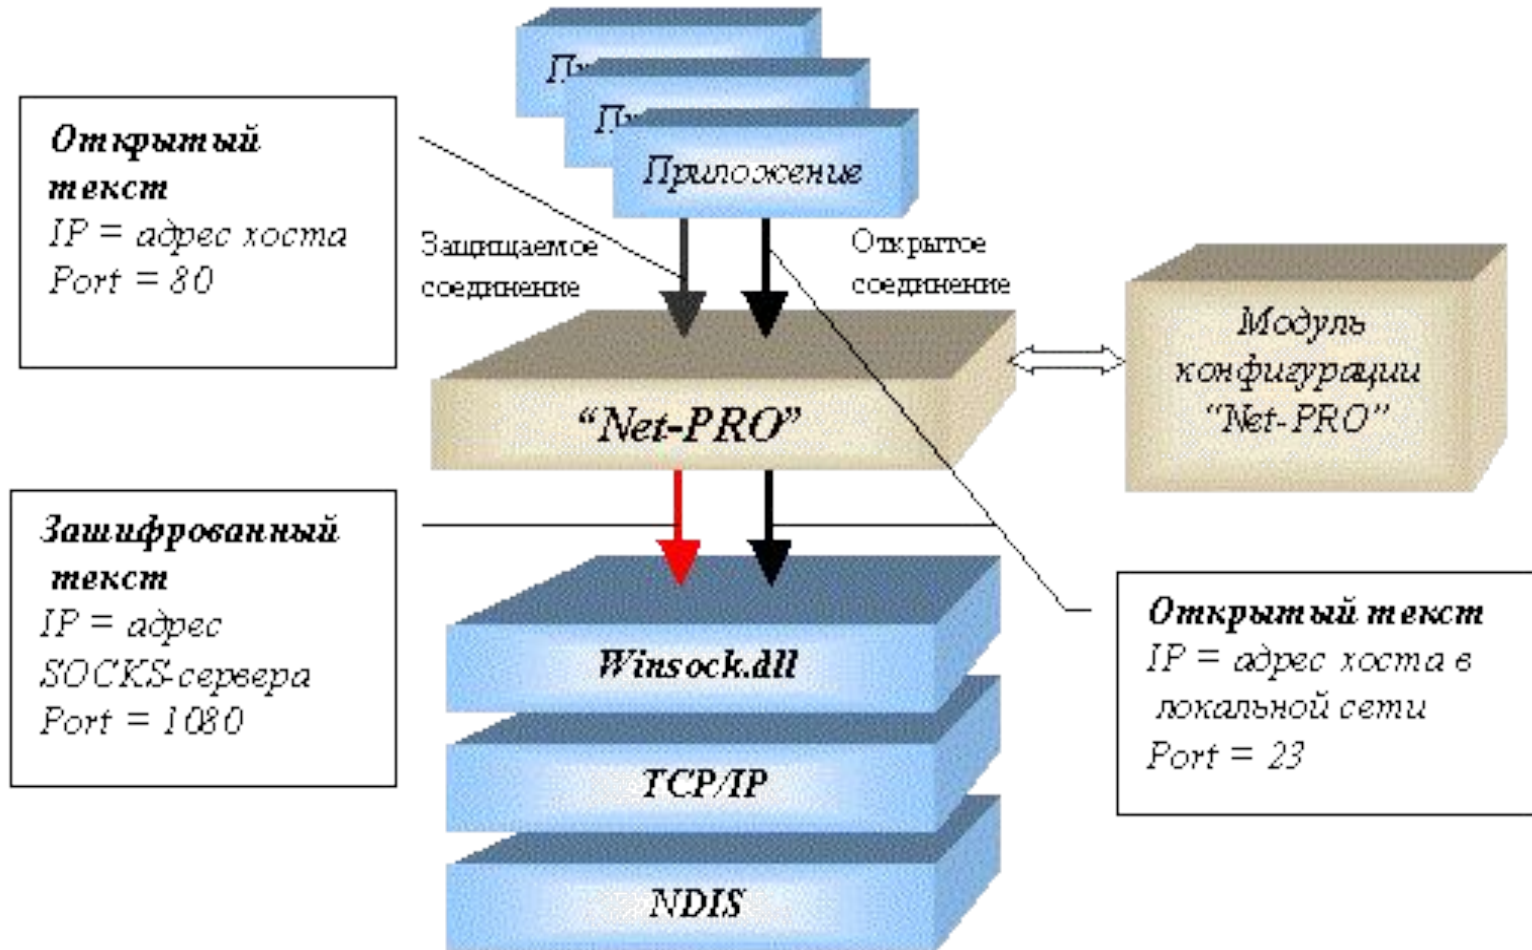 Пр
Пр
Приложение
Открытый
текст
IP = адрес хоста
Port = 80
Защищаемое
соединение
Открытое
соединение
Модуль
конфигурации
“Net-PRO”
“Net-PRO”
Зашифрованный
текст
IP = адрес
SOCKS-сервера
Port = 1080
Открытый текст
IP = адрес хоста в
локальной сети
Port = 23
Winsock.dll
TCP/IP
NDIS